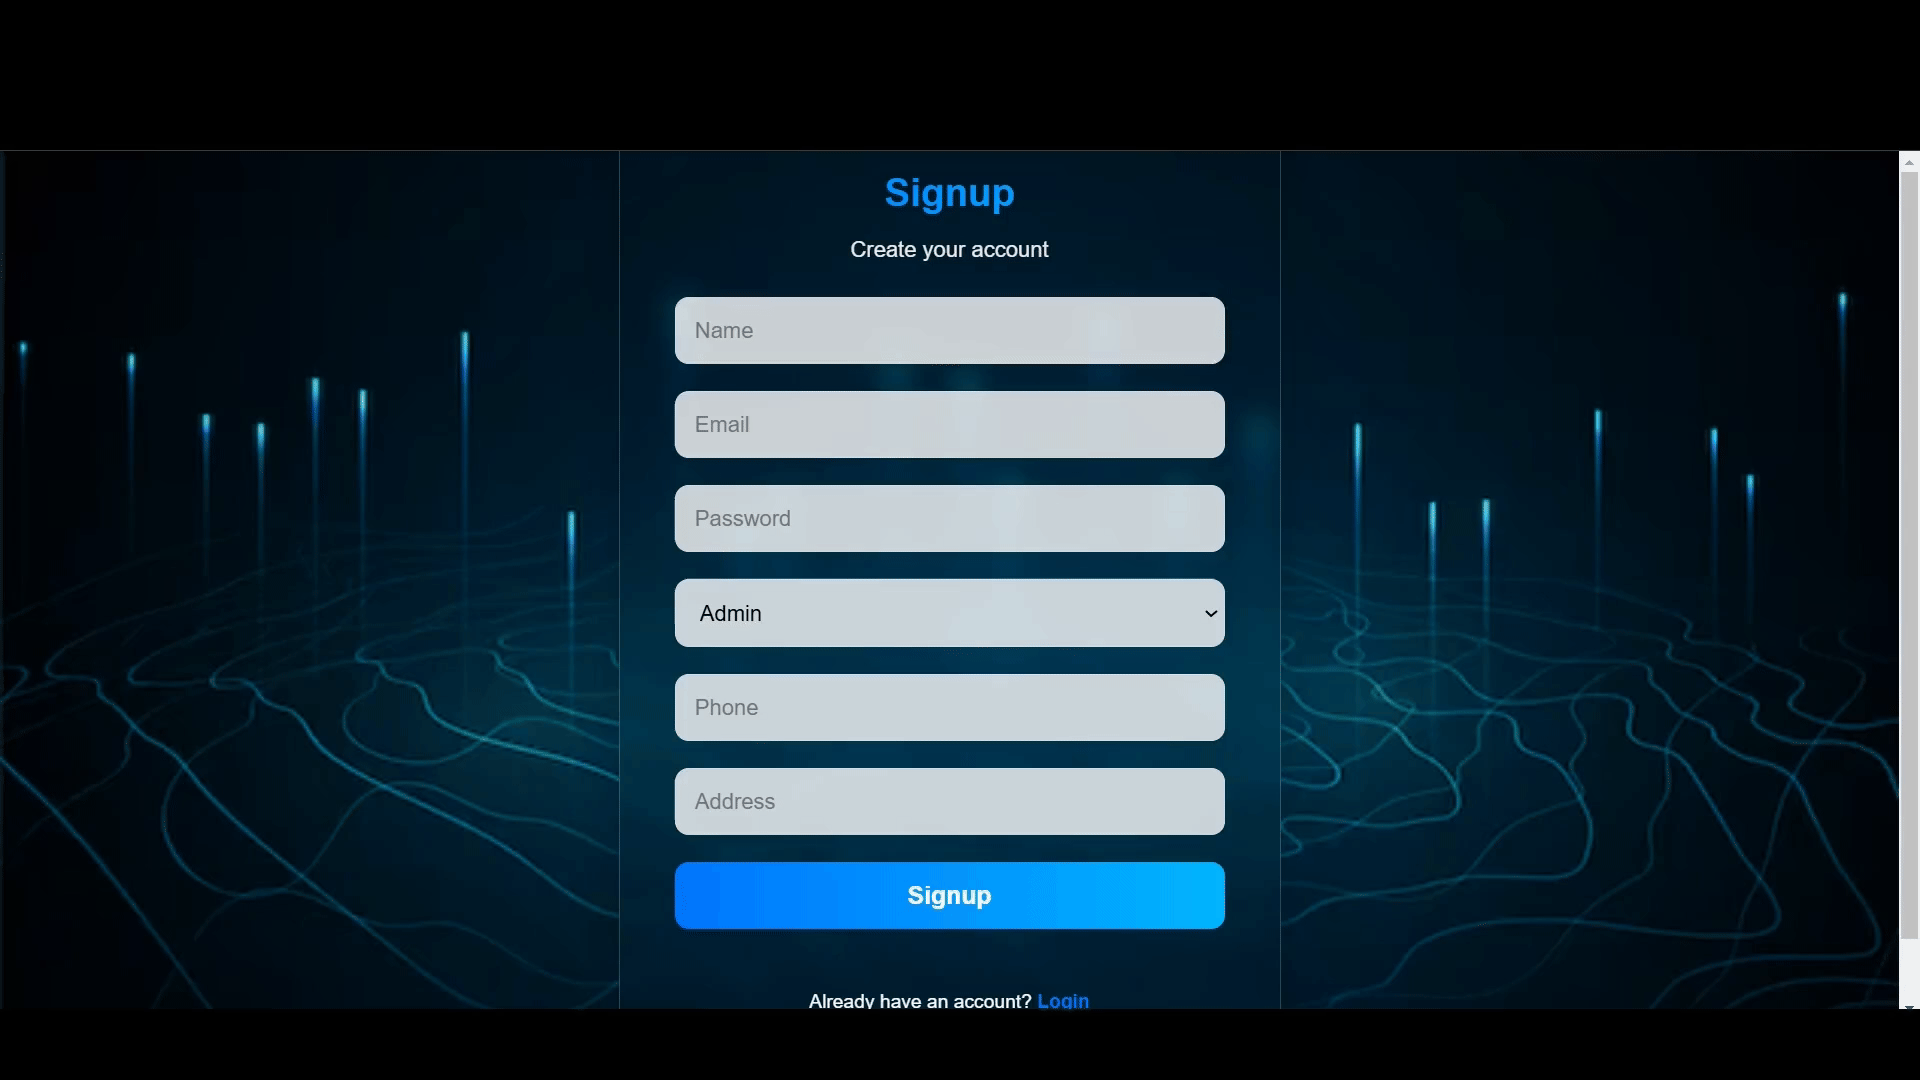 Signup
Create your account
Name
Email
Password
Admin
Phone
Address
Signup
Already have an account? Login